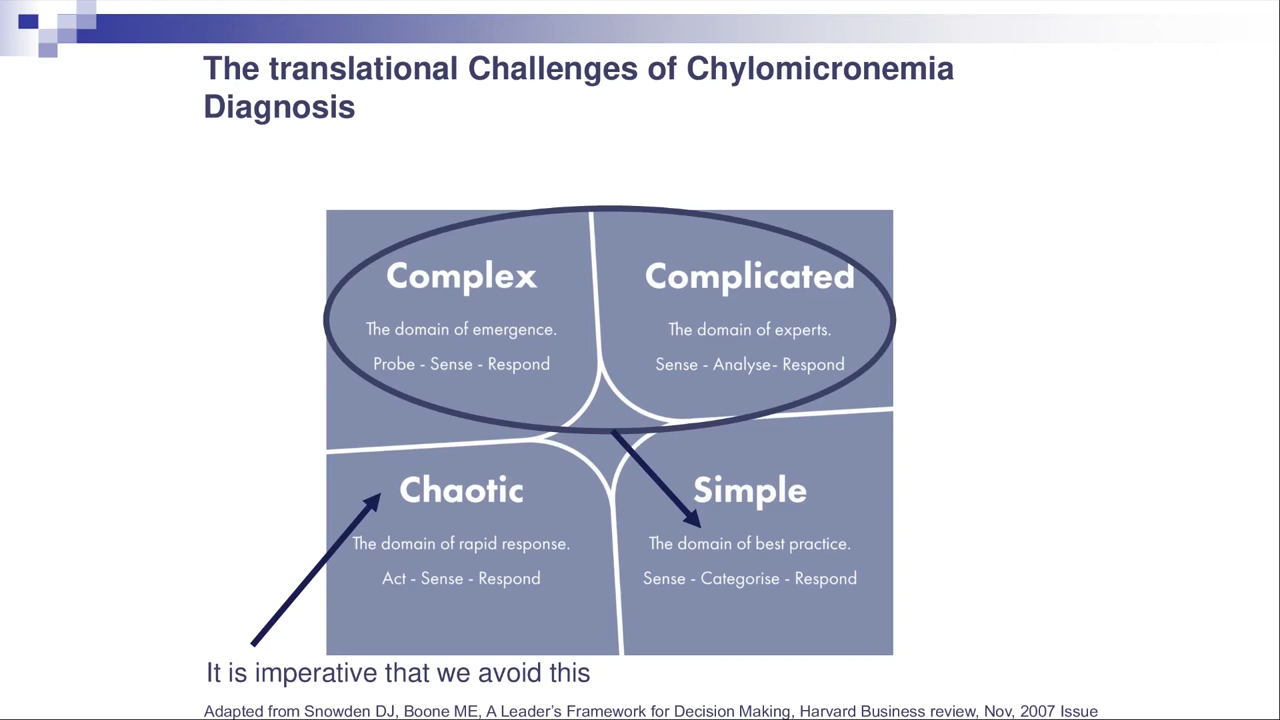 The translational Challenges of Chylomicronemia
Diagnosis
Complex
The domain of emergence.
Probe - Sense - Respond
Complicated
The domain of experts.
Sense - Analyse- Respond
Chaotic
The domain of rapid response.
Act - Sense - Respond
Simple
The domain of best practice.
Sense - Categorise - Respond
It is imperative that we avoid this
Adapted from Snowden DJ, Boone ME, A Leader’s Framework for Decision Making, Harvard Business review, Nov, 2007 Issue